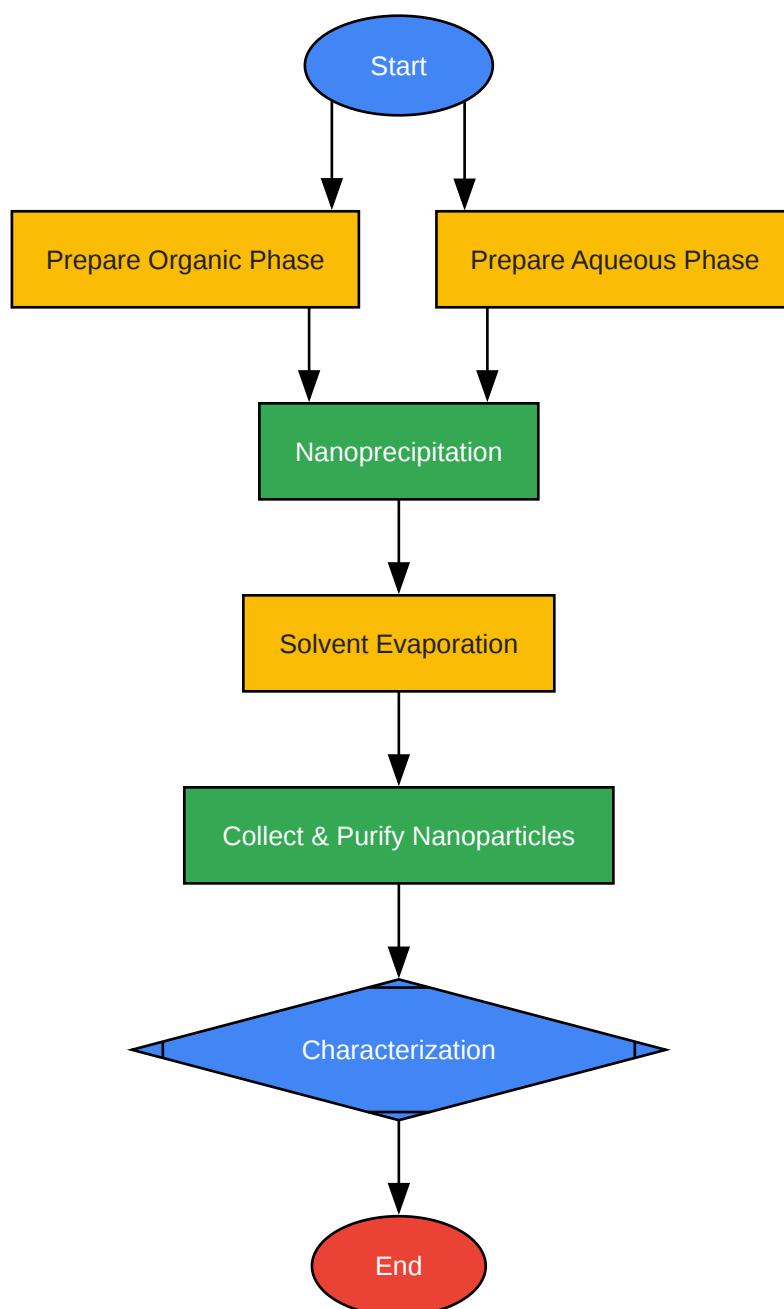 Start
Prepare Organic Phase
Prepare Aqueous Phase
Nanoprecipitation
Solvent Evaporation
Collect & Purify Nanoparticles
Characterization
End